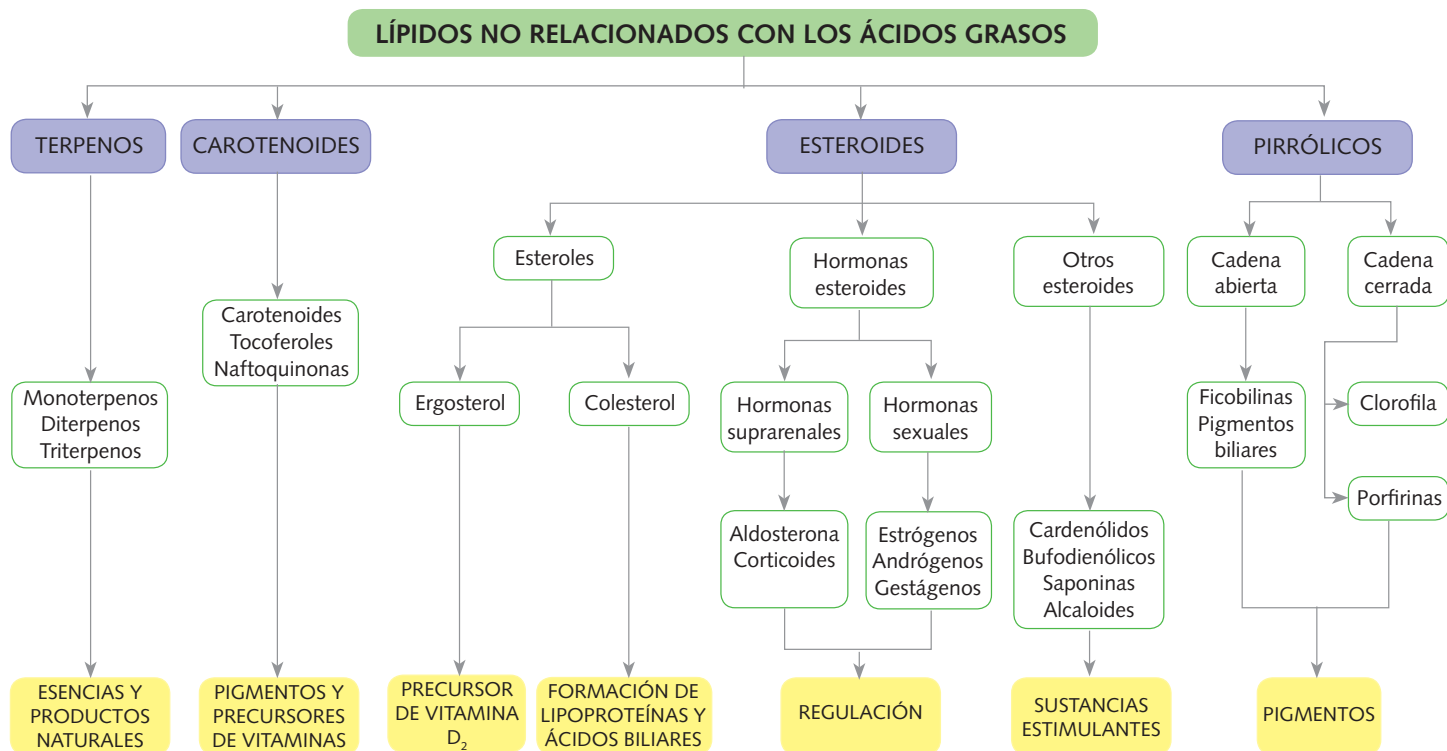 LÍPIDOS NO RELACIONADOS CON LOS ÁCIDOS GRASOS
TERPENOS
CAROTENOIDES
ESTEROIDES
PIRRÓLICOS
Esteroles
Hormonas
esteroides
Otros
esteroides
Cadena
abierta
Cadena
cerrada
Carotenoides
Tocoferoles
Naftoquinonas
Monoterpenos
Diterpenos
Triterpenos
Ergosterol
Colesterol
Hormonas
suprarenales
Hormonas
sexuales
Ficobilinas
Pigmentos
biliares
Clorofila
Porfirinas
Aldosterona
Corticoides
Estrógenos
Andrógenos
Gestágenos
Cardenólidos
Bufodienólicos
Saponinas
Alcaloides
ESENCIAS Y
PRODUCTOS
NATURALES
PIGMENTOS Y
PRECURSORES
DE VITAMINAS
PRECURSOR
DE VITAMINA
D₂
FORMACIÓN DE
LIPOPROTEÍNAS Y
ÁCIDOS BILIARES
REGULACIÓN
SUSTANCIAS
ESTIMULANTES
PIGMENTOS